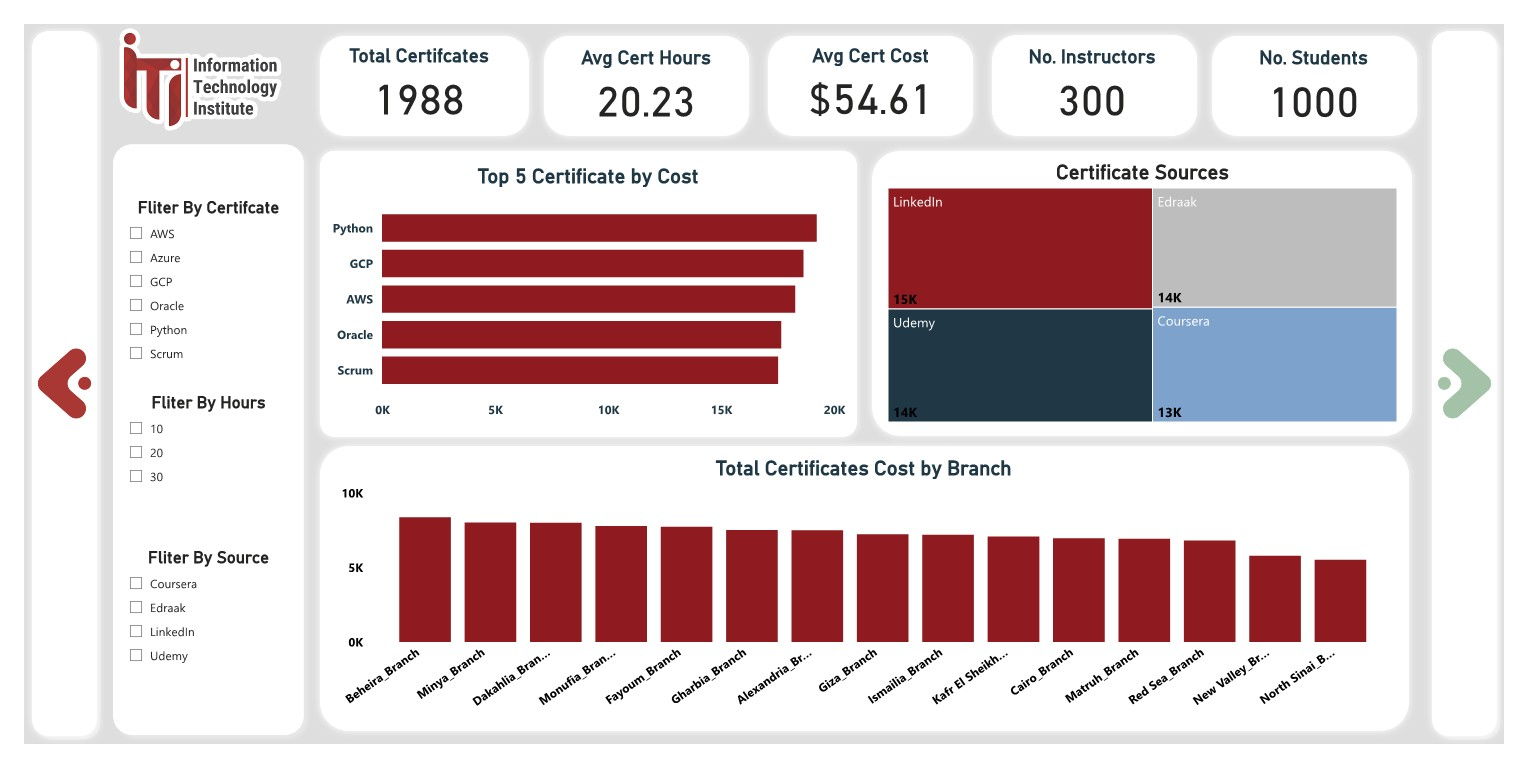 iTi
Information
Technology
Institute
Total Certifcates
1988
Avg Cert Hours
20.23
Avg Cert Cost
$54.61
No. Instructors
300
No. Students
1000
Fliter By Certifcate
AWS
Azure
GCP
Oracle
Python
Scrum
Fliter By Hours
10
20
30
Fliter By Source
Coursera
Edraak
LinkedIn
Udemy
Top 5 Certificate by Cost
Python
GCP
AWS
Oracle
Scrum
0K 5K 10K 15K 20K
Certificate Sources
LinkedIn
15K
Edraak
14K
Udemy
14K
Coursera
13K
Total Certificates Cost by Branch
10K
5K
0K
Beheira_Branch
Minya_Branch
Dakahlia_Bran...
Monufia_Bran...
Fayoum_Branch
Gharbia_Branch
Alexandria_Br...
Giza_Branch
Ismailia_Branch
Kafr El Sheikh...
Cairo_Branch
Matruh_Branch
Red Sea_Branch
New Valley_Br...
North Sinai_B...